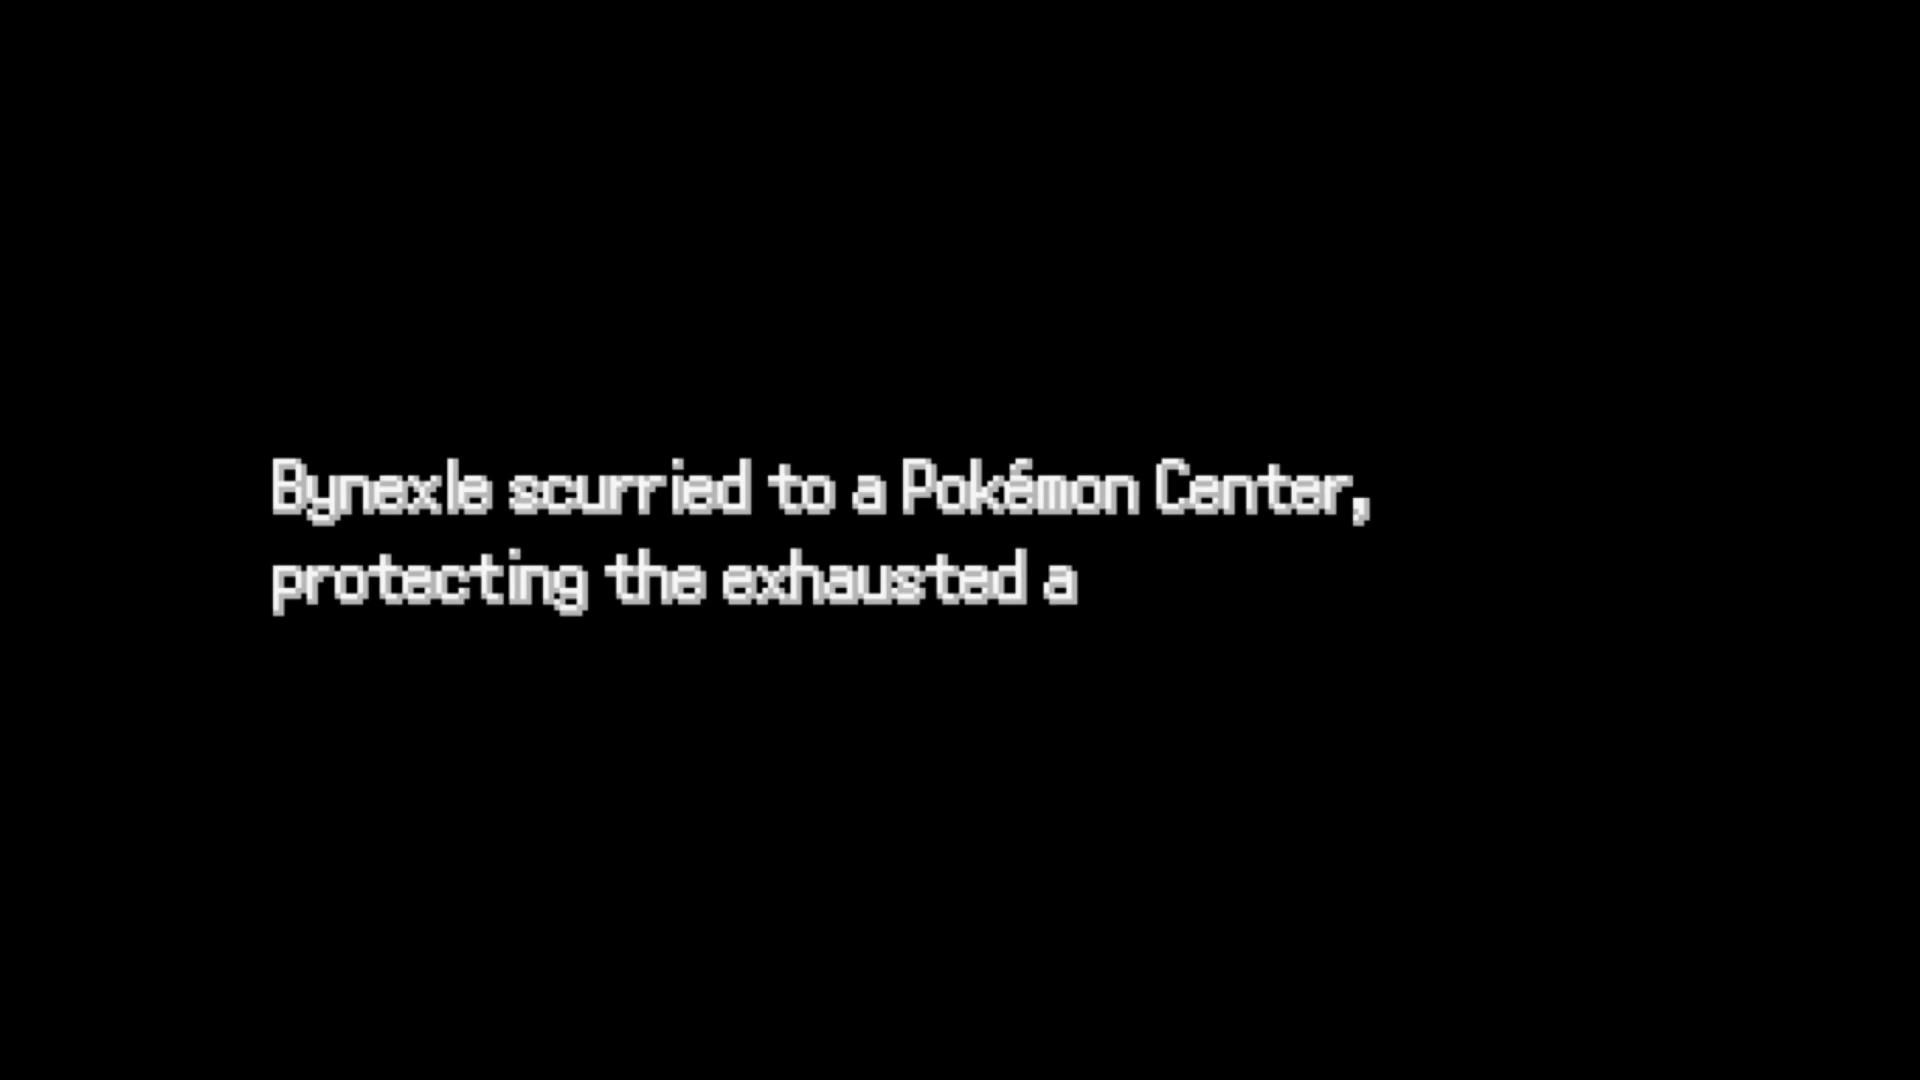 Bynexle scurried to a Pokémon Center,
protecting the exhausted a